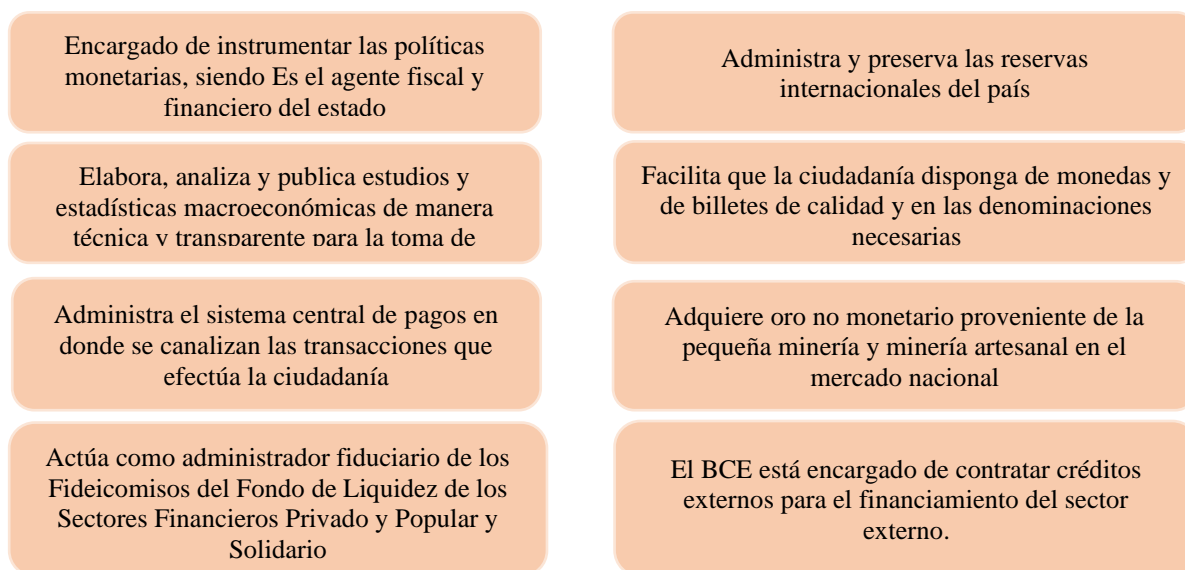 Encargado de instrumentar las políticas
monetarias, siendo Es el agente fiscal y
financiero del estado
Administra y preserva las reservas
internacionales del país
Elabora, analiza y publica estudios y
estadísticas macroeconómicas de manera
técnica y transparente para la toma de
Facilita que la ciudadanía disponga de monedas y
de billetes de calidad y en las denominaciones
necesarias
Administra el sistema central de pagos en
donde se canalizan las transacciones que
efectúa la ciudadanía
Adquiere oro no monetario proveniente de la
pequeña minería y minería artesanal en el
mercado nacional
Actúa como administrador fiduciario de los
Fideicomisos del Fondo de Liquidez de los
Sectores Financieros Privado y Popular y
Solidario
El BCE está encargado de contratar créditos
externos para el financiamiento del sector
externo.